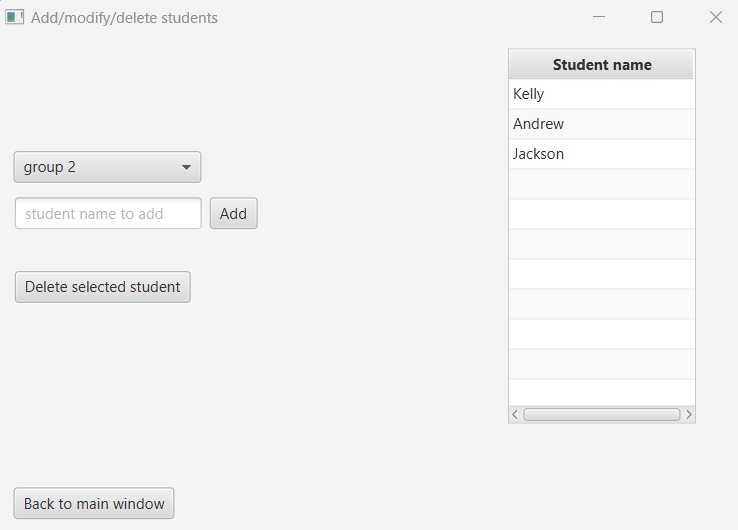 Add/modify/delete students
Student name
Kelly
Andrew
Jackson
group 2
student name to add
Add
Delete selected student
Back to main window